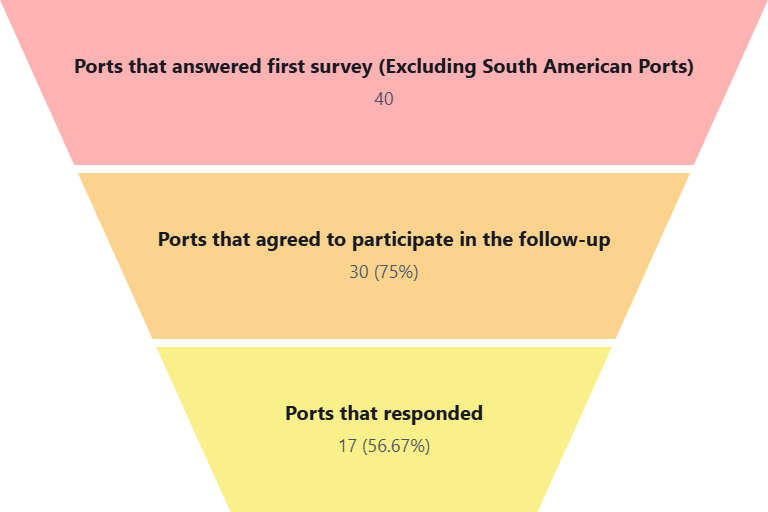 Ports that answered first survey (Excluding South American Ports)
40
Ports that agreed to participate in the follow-up
30 (75%)
Ports that responded
17 (56.67%)